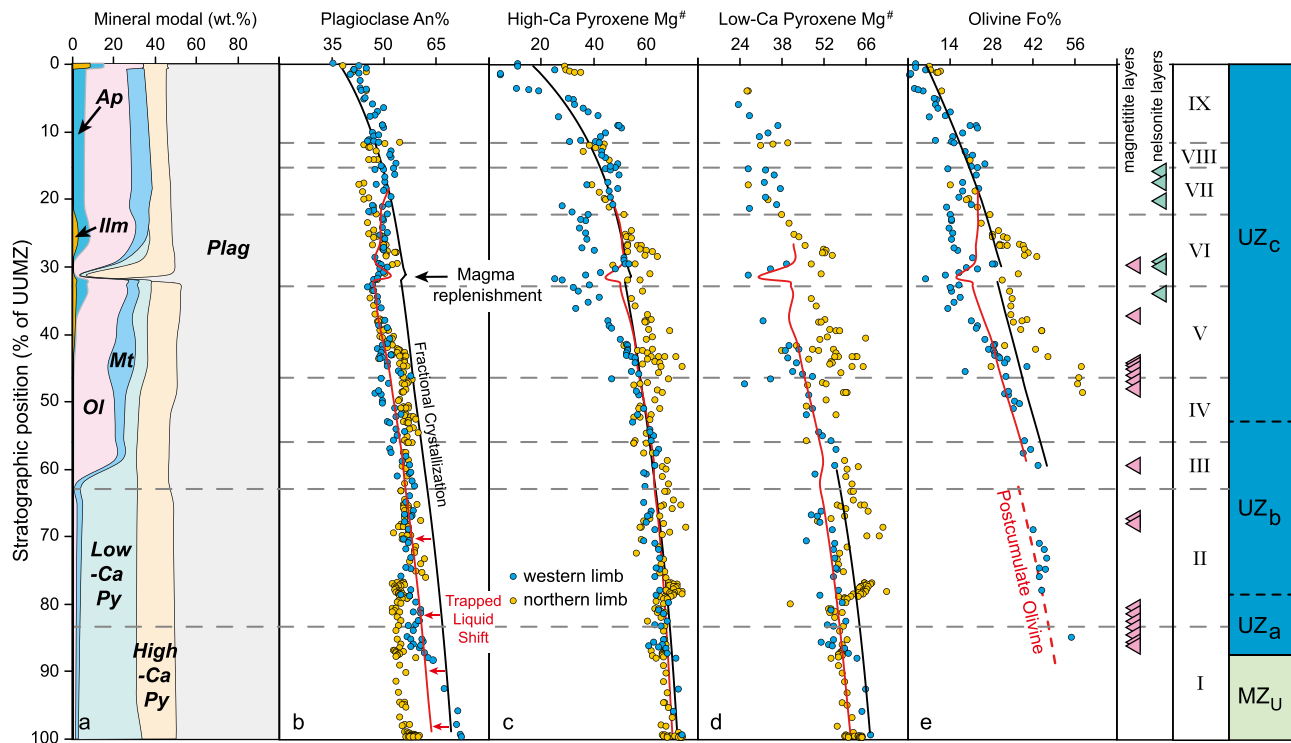 Mineral modal (wt.%)
Plagioclase An%
High-Ca Pyroxene Mg#
Low-Ca Pyroxene Mg#
Olivine Fo%
0 20 40 60 80
35 50 65
0 20 40 60
24 38 52 66
14 28 42 56
magnetitite layers
nelsonite layers
Stratographic position (% of UUMZ)
0
10
20
30
40
50
60
70
80
90
100
Ap
Ilm
Plag
Mt
Ol
Low
-Ca
Py
High
-Ca
Py
a
Magma
replenishment
Fractional Crystallization
Trapped
Liquid
Shift
b
western limb
northern limb
c
d
Postcumulate Olivine
e
IX
VIII
VII
VI
V
IV
III
II
I
UZc
UZb
UZa
MZU